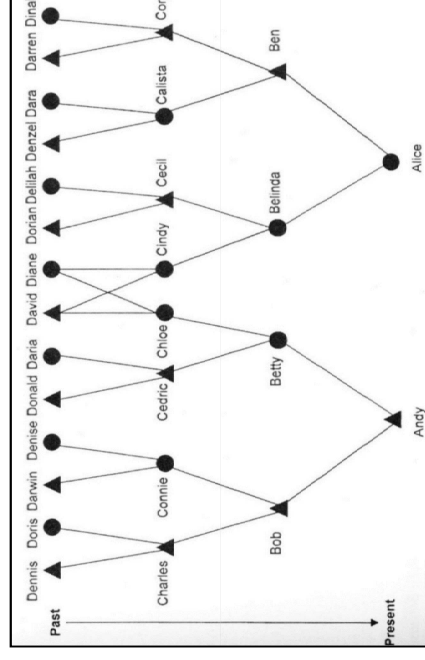 Past
Dennis Doris Darwin Denise Donald Daria David Diane Dorian Delilah Denzel Dara Darren Dina
Charles Connie Cedric Chloe Cindy Cecil Calista Cor
Bob Betty Belinda Ben
Andy Alice
Present